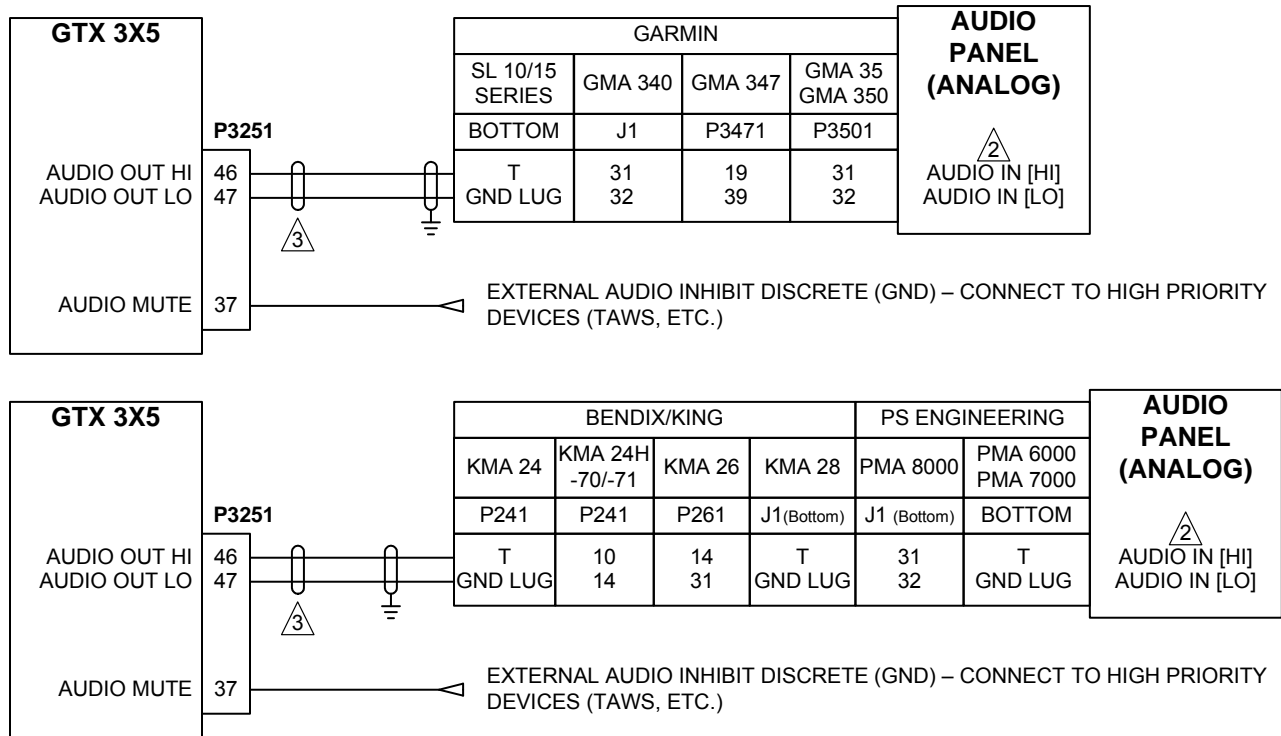 GTX 3X5
P3251
AUDIO OUT HI 46
AUDIO OUT LO 47
3
AUDIO MUTE 37
GARMIN
SL 10/15 SERIES GMA 340 GMA 347 GMA 35 GMA 350
BOTTOM J1 P3471 P3501
T 31 19 31
GND LUG 32 39 32
AUDIO
PANEL
(ANALOG)
2
AUDIO IN [HI]
AUDIO IN [LO]
EXTERNAL AUDIO INHIBIT DISCRETE (GND) – CONNECT TO HIGH PRIORITY
DEVICES (TAWS, ETC.)
GTX 3X5
P3251
AUDIO OUT HI 46
AUDIO OUT LO 47
3
AUDIO MUTE 37
BENDIX/KING PS ENGINEERING
KMA 24 KMA 24H -70/-71 KMA 26 KMA 28 PMA 8000 PMA 6000 PMA 7000
P241 P241 P261 J1(Bottom) J1 (Bottom) BOTTOM
T 10 14 T 31 T
GND LUG 14 31 GND LUG 32 GND LUG
AUDIO
PANEL
(ANALOG)
2
AUDIO IN [HI]
AUDIO IN [LO]
EXTERNAL AUDIO INHIBIT DISCRETE (GND) – CONNECT TO HIGH PRIORITY
DEVICES (TAWS, ETC.)